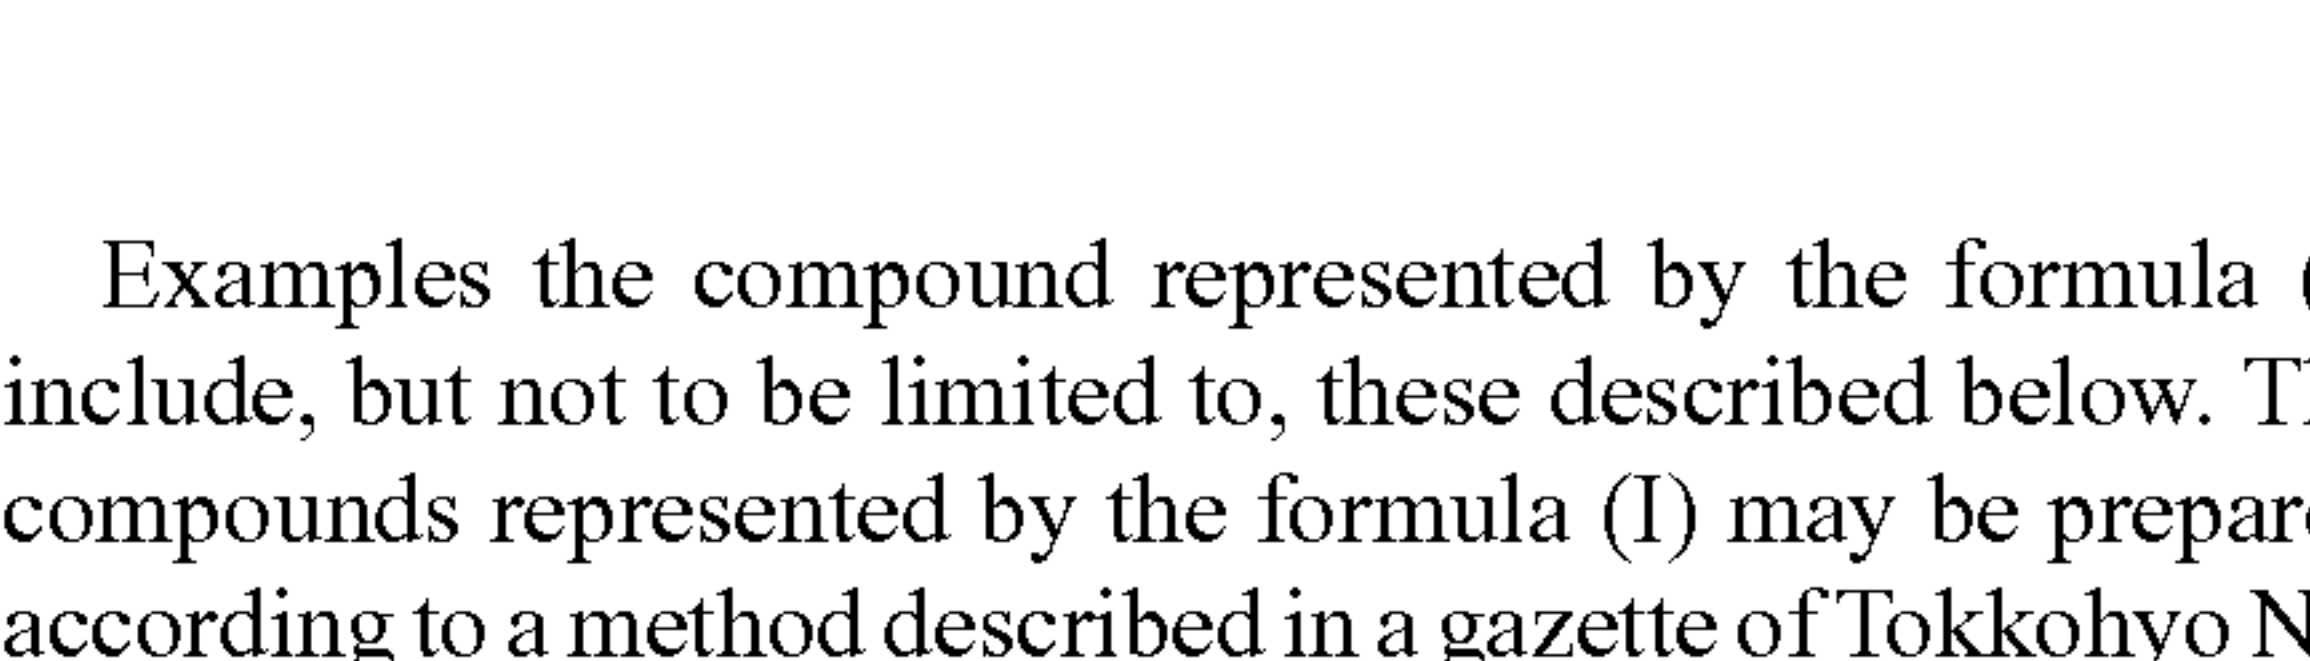 Examples the compound represented by the formula
include, but not to be limited to, these described below.
compounds represented by the formula (I) may be
according to a method described in a gazette of Tokkohyo